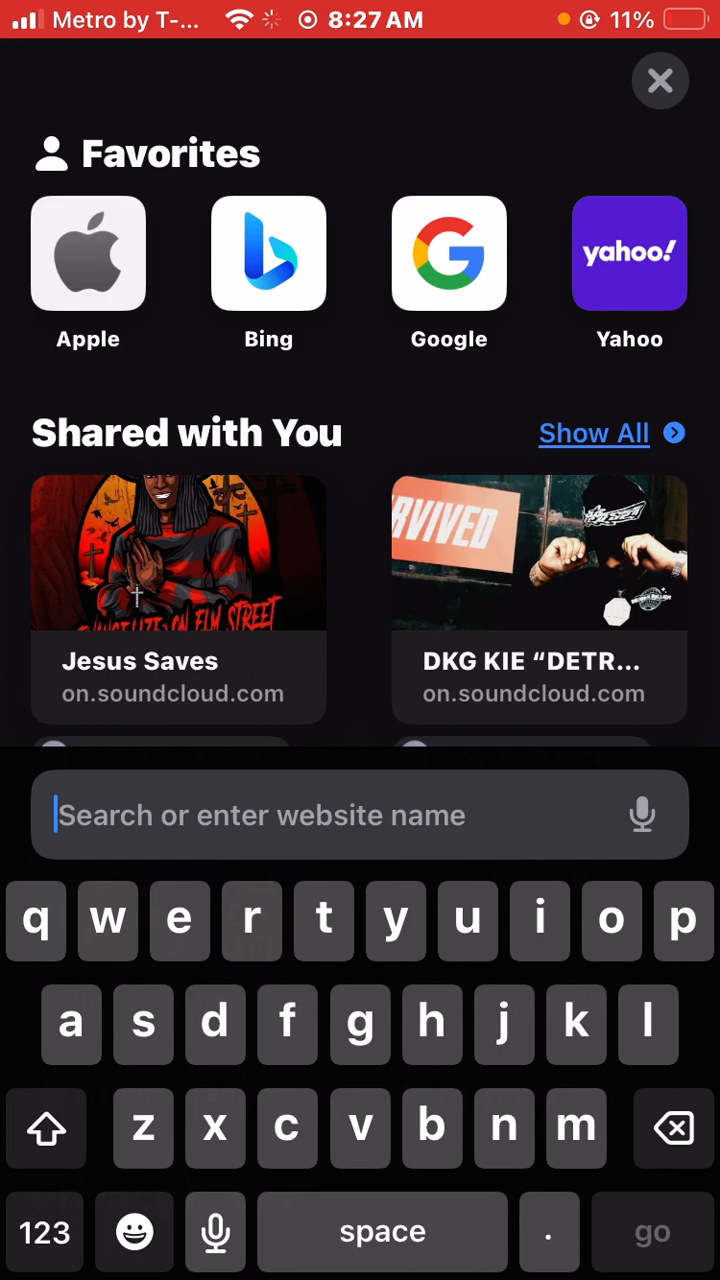 Metro by T-... 8:27 AM 11%
Favorites
yahoo!
Apple Bing Google Yahoo
Shared with You Show All
ON ELM STREET
RVIVED
Jesus Saves
on.soundcloud.com
DKG KIE “DETR...
on.soundcloud.com
Search or enter website name
q w e r t y u i o p
a s d f g h j k l
z x c v b n m
123 space . go